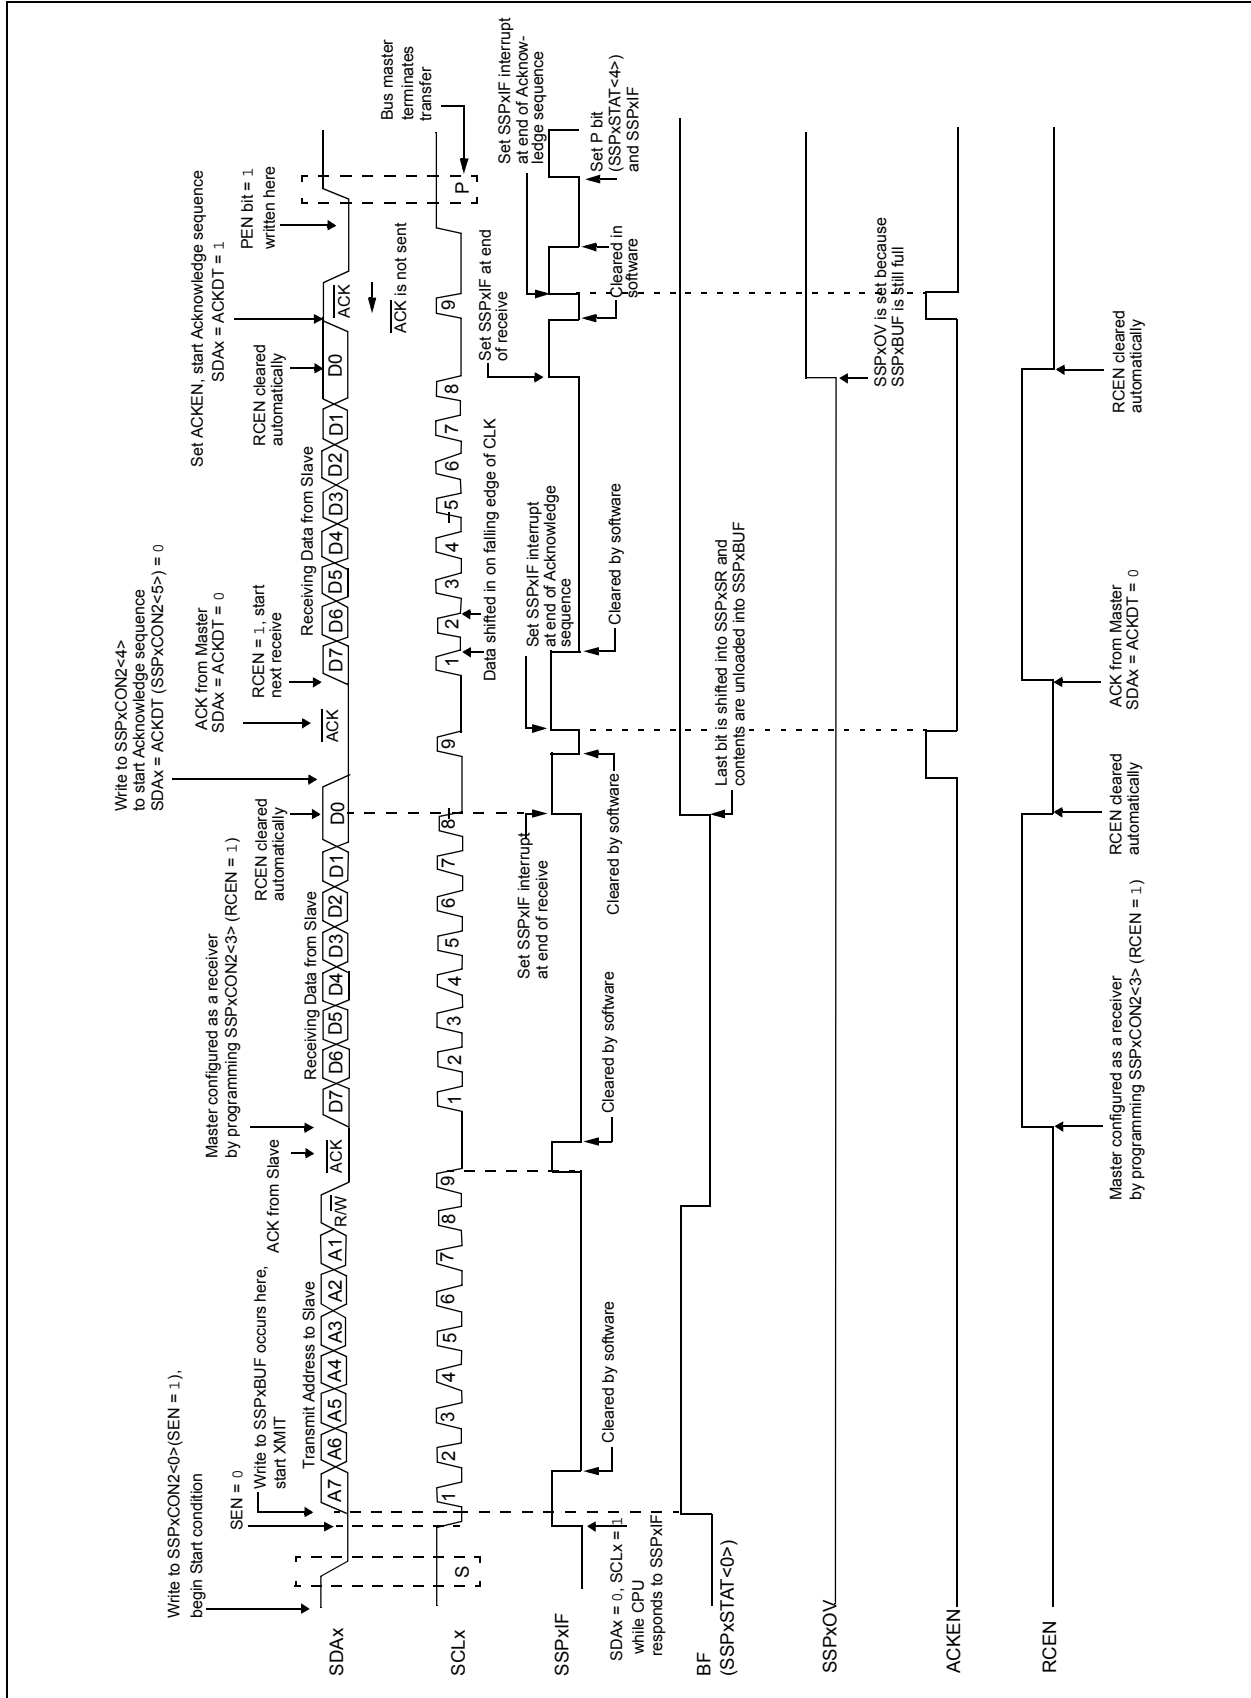 Write to SSPxCON2<0>(SEN = 1),
begin Start condition
SEN = 0
Write to SSPxBUF occurs here,
start XMIT
ACK from Slave
Master configured as a receiver
by programming SSPxCON2<3> (RCEN = 1)
RCEN cleared
automatically
Write to SSPxCON2<4>
to start Acknowledge sequence
SDAx = ACKDT (SSPxCON2<5>) = 0
ACK from Master
SDAx = ACKDT = 0
RCEN = 1, start
next receive
RCEN cleared
automatically
Set ACKEN, start Acknowledge sequence
SDAx = ACKDT = 1
PEN bit = 1
written here
Transmit Address to Slave
Receiving Data from Slave
Receiving Data from Slave
SDAx
A7 A6 A5 A4 A3 A2 A1 R/W ACK D7 D6 D5 D4 D3 D2 D1 D0 ACK D7 D6 D5 D4 D3 D2 D1 D0 ACK
ACK is not sent
Bus master
terminates
transfer
SCLx
S 1 2 3 4 5 6 7 8 9 1 2 3 4 5 6 7 8 9 1 2 3 4 5 6 7 8 9 P
Data shifted in on falling edge of CLK
Set SSPxIF interrupt
at end of receive
Set SSPxIF interrupt
at end of Acknowledge
sequence
Set SSPxIF at end
of receive
Set SSPxIF interrupt
at end of Acknow-
ledge sequence
SSPxIF
SDAx = 0, SCLx = 1
while CPU
responds to SSPxIF
Cleared by software
Cleared by software
Cleared by software
Cleared by software
Cleared in
software
Set P bit
(SSPxSTAT<4>)
and SSPxIF
BF
(SSPxSTAT<0>)
Last bit is shifted into SSPxSR and
contents are unloaded into SSPxBUF
SSPxOV
SSPxOV is set because
SSPxBUF is still full
ACKEN
RCEN
Master configured as a receiver
by programming SSPxCON2<3> (RCEN = 1)
RCEN cleared
automatically
ACK from Master
SDAx = ACKDT = 0
RCEN cleared
automatically